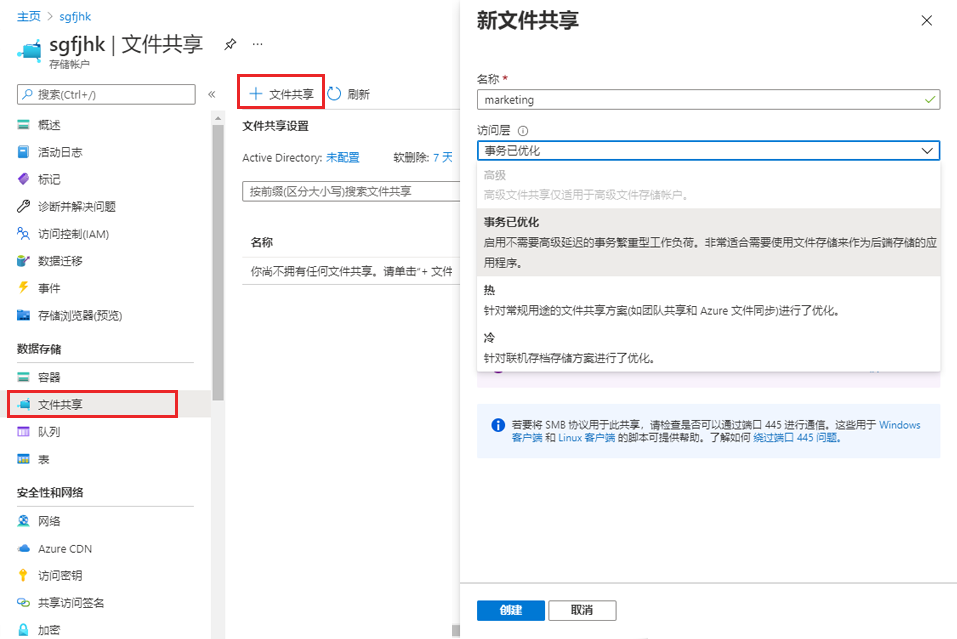 主页 > sgfjhk
sgfjhk | 文件共享
存储帐户
搜索(Ctrl+/)
«
概述
活动日志
标记
诊断并解决问题
访问控制(IAM)
数据迁移
事件
存储浏览器(预览)
数据存储
容器
文件共享
队列
表
安全性和网络
网络
Azure CDN
访问密钥
共享访问签名
加密
+ 文件共享
刷新
文件共享设置
Active Directory: 未配置 软删除: 7 天
按前缀(区分大小写)搜索文件共享
名称
你尚不拥有任何文件共享。请单击“+ 文件
新文件共享
名称 *
marketing
访问层
事务已优化
高级
高级文件共享仅适用于高级文件存储帐户。
事务已优化
启用不需要高级延迟的事务繁重型工作负荷。非常适合需要使用文件存储来作为后端存储的应
用程序。
热
针对常规用途的文件共享方案(如团队共享和 Azure 文件同步)进行了优化。
冷
针对联机存档存储方案进行了优化。
若要将 SMB 协议用于此共享，请检查是否可以通过端口 445 进行通信。这些用于 Windows
客户端 和 Linux 客户端 的脚本可提供帮助。了解如何 绕过端口 445 问题。
创建
取消